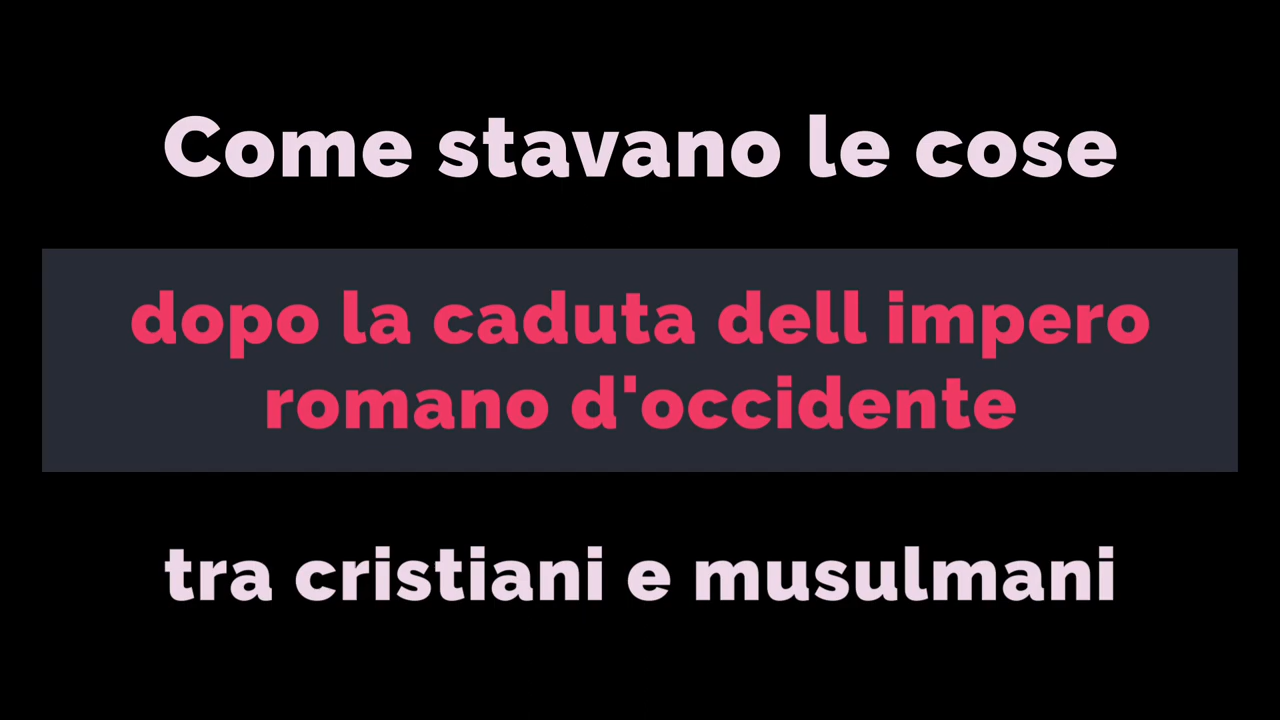 Come stavano le cose
dopo la caduta dell impero
romano d'occidente
tra cristiani e musulmani